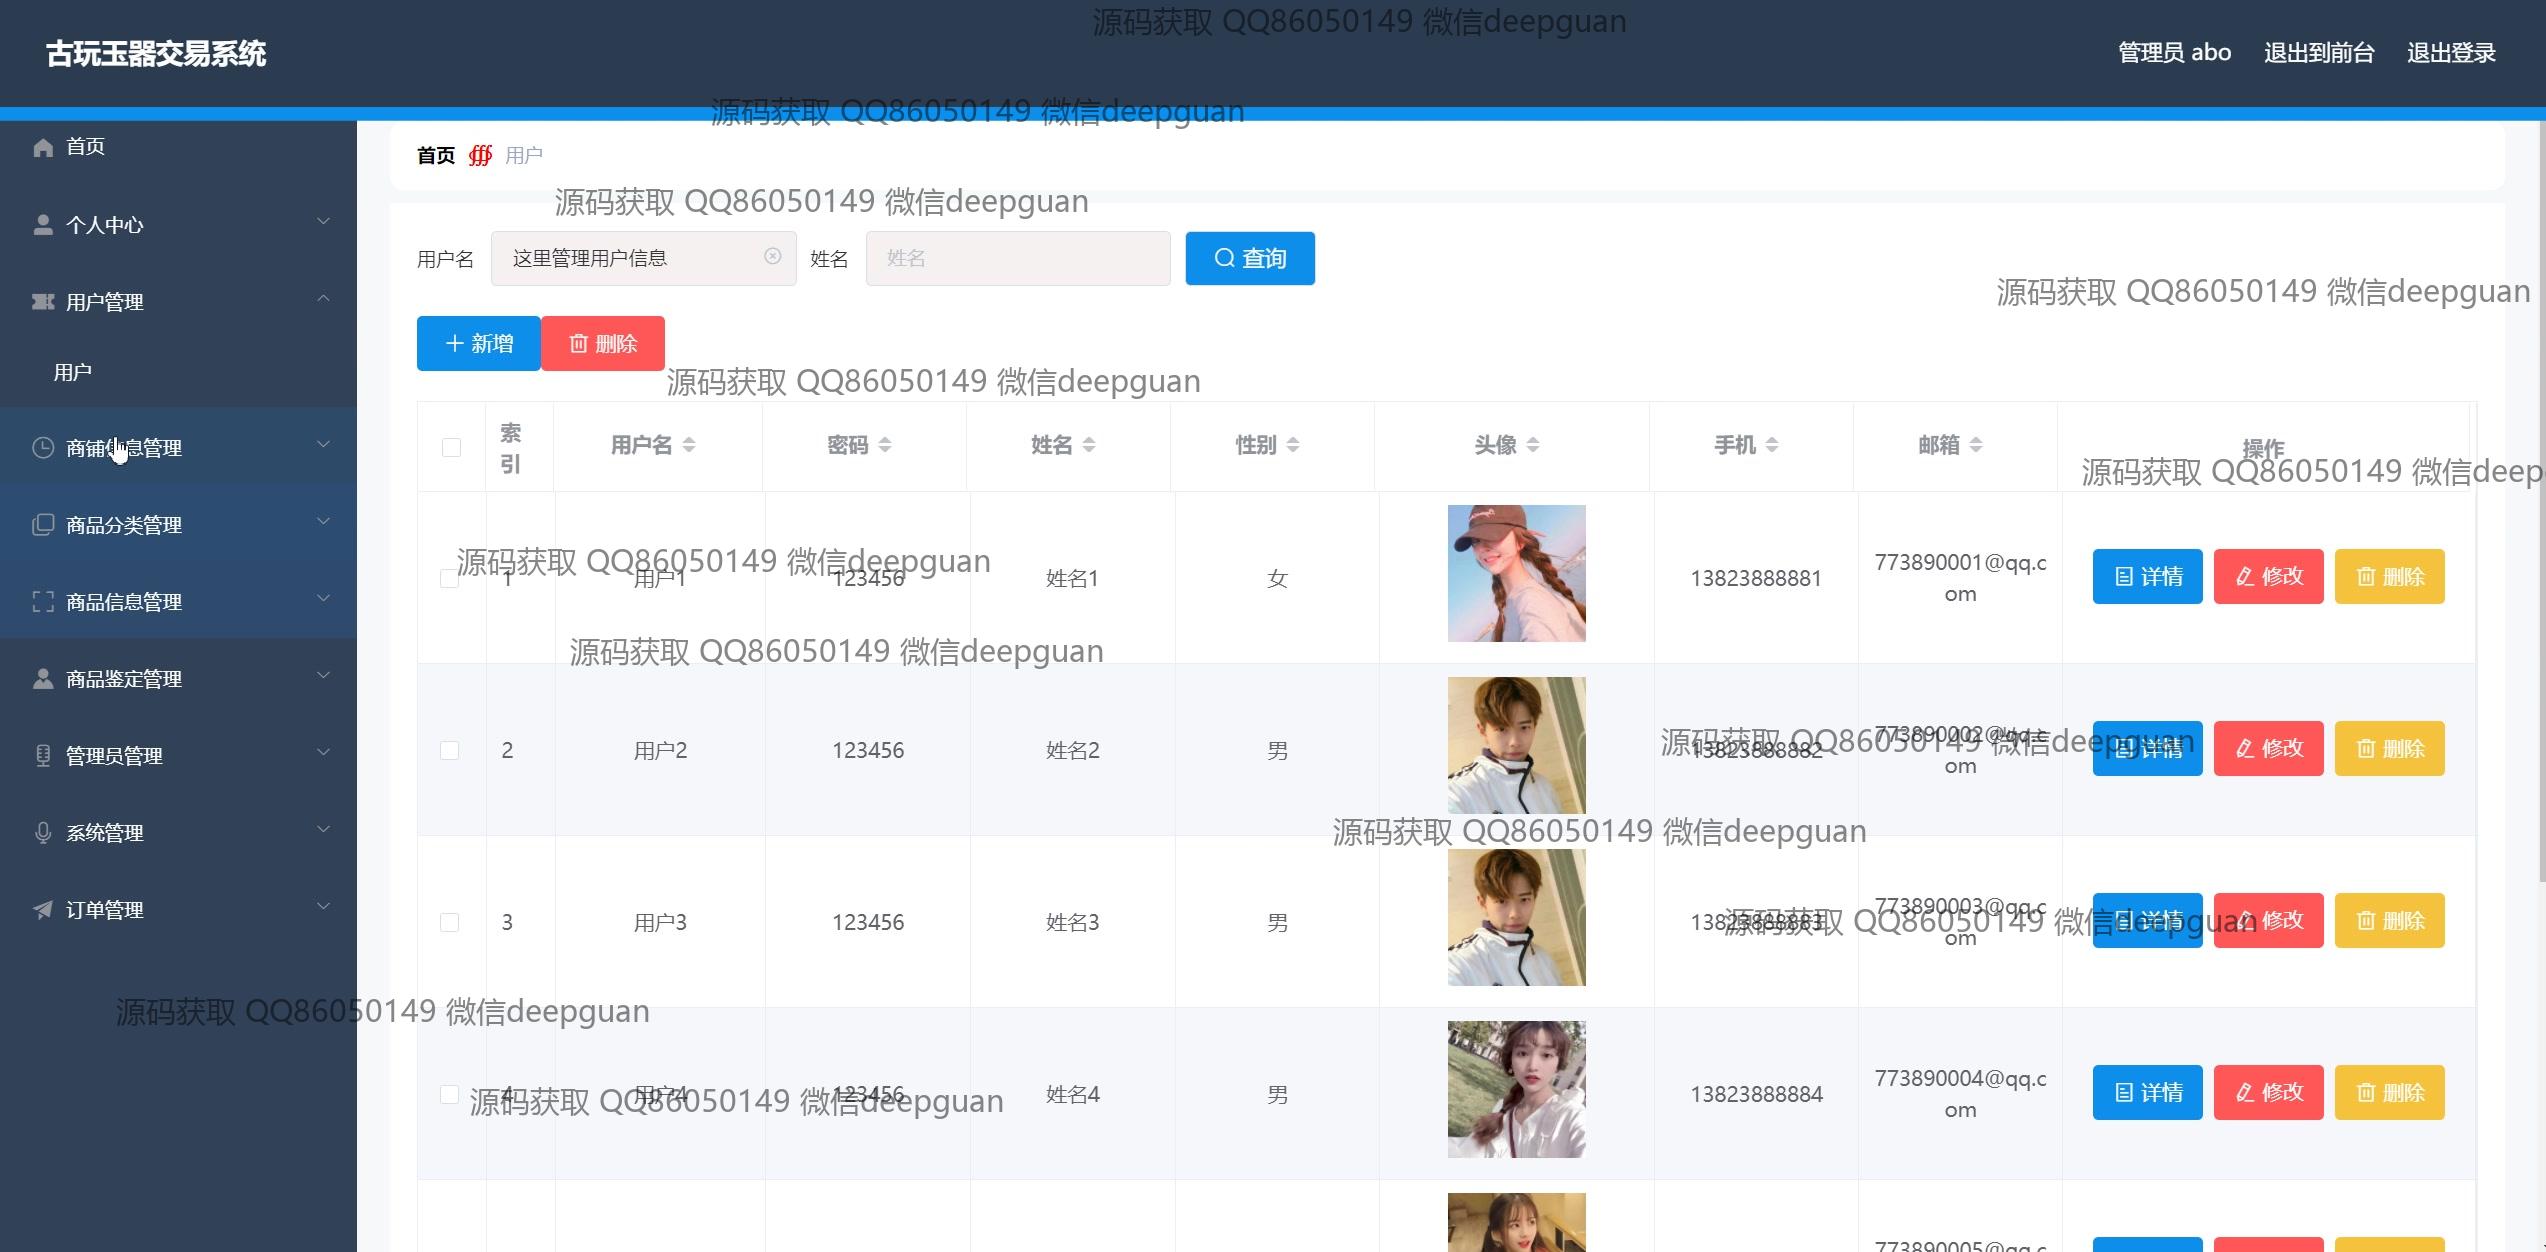 源码获取 QQ86050149 微信deepguan
古玩玉器交易系统
管理员 abo 退出到前台 退出登录
源码获取 QQ86050149 微信deepguan
首页
首页 用户
源码获取 QQ86050149 微信deepguan
个人中心
用户名 这里管理用户信息 姓名 姓名 查询
源码获取 QQ86050149 微信deepguan
用户管理
新增 删除
用户
源码获取 QQ86050149 微信deepguan
索引 用户名 密码 姓名 性别 头像 手机 邮箱 操作
商铺信息管理
源码获取 QQ86050149 微信deep
商品分类管理
源码获取 QQ86050149 微信deepguan
1 用户1 123456 姓名1 女 13823888881 773890001@qq.com 详情 修改 删除
商品信息管理
源码获取 QQ86050149 微信deepguan
商品鉴定管理
源码获取 QQ86050149 微信deepguan
2 用户2 123456 姓名2 男 13823888882 773890002@qq.com 详情 修改 删除
管理员管理
系统管理
源码获取 QQ86050149 微信deepguan
订单管理
源码获取 QQ86050149 微信deepguan
3 用户3 123456 姓名3 男 13823888883 773890003@qq.com 详情 修改 删除
源码获取 QQ86050149 微信deepguan
4 用户4 123456 姓名4 男 13823888884 773890004@qq.com 详情 修改 删除
源码获取 QQ86050149 微信deepguan
773890005@qq.c